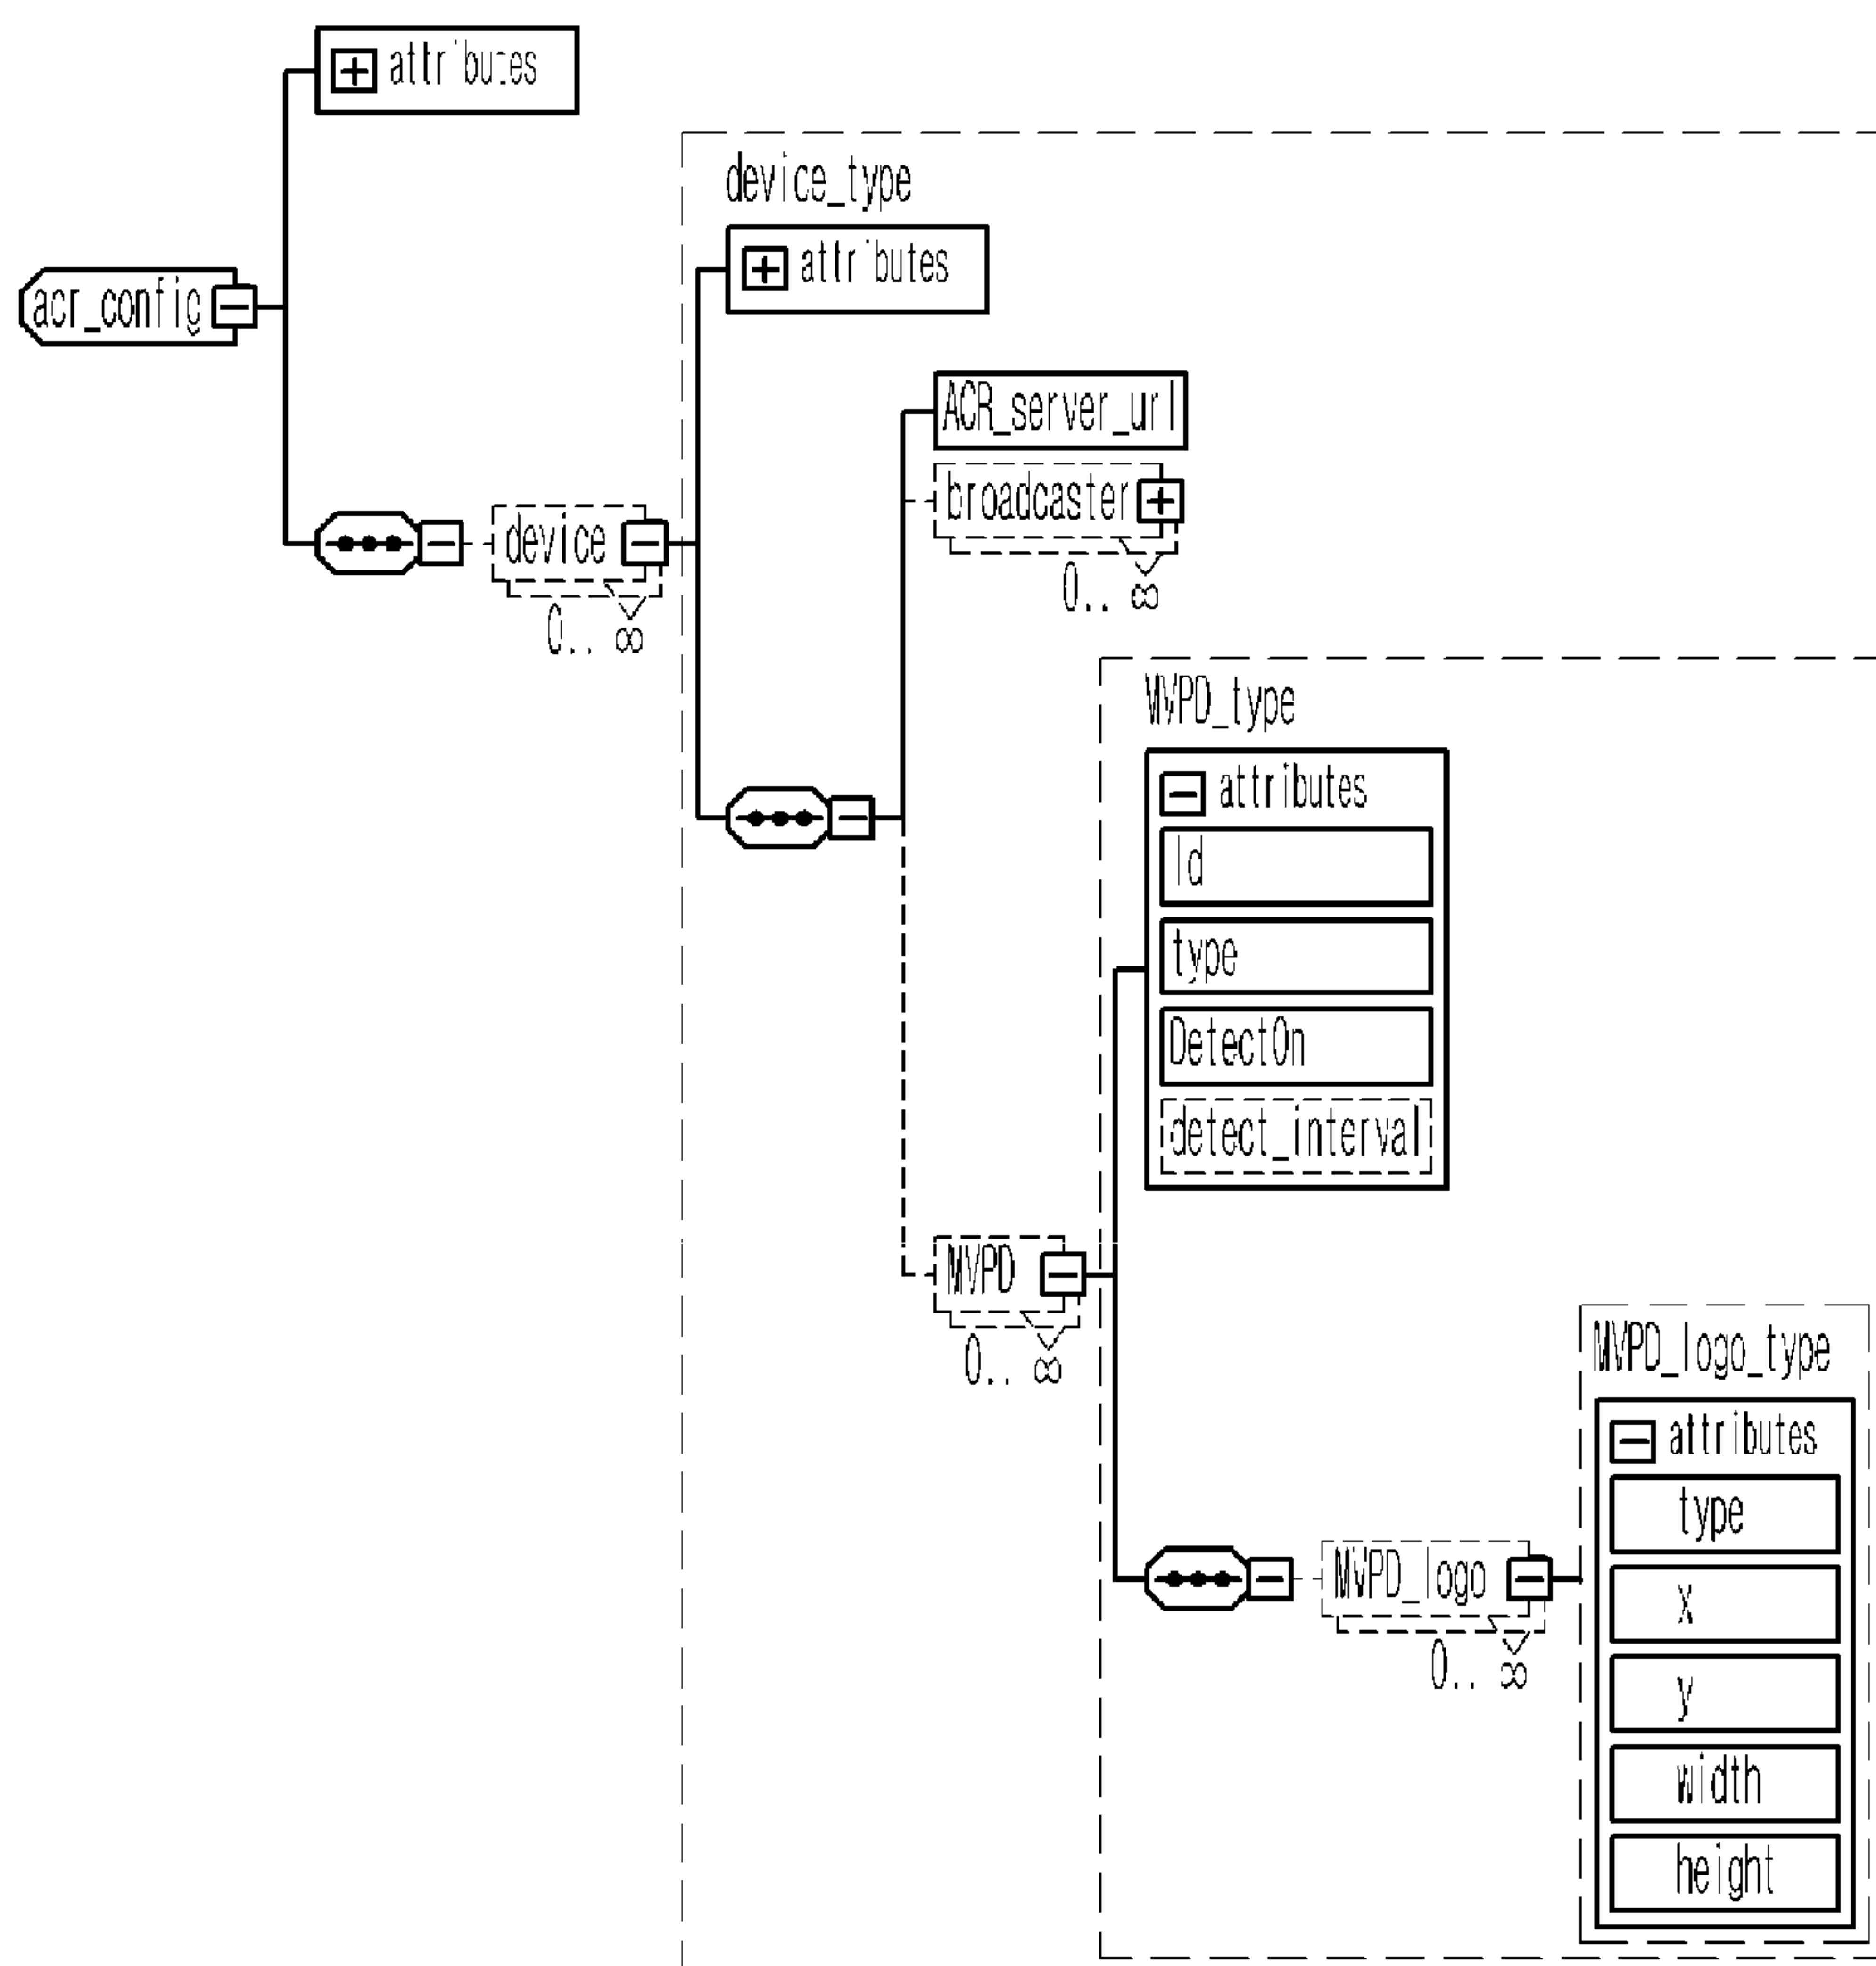 attributes
device_type
attributes
acr_config
ACR_server_url
broadcaster
0.. ∞
device
0.. ∞
MVPD_type
attributes
Id
type
DetectOn
detect_interval
MVPD
0.. ∞
MVPD_logo_type
attributes
type
MVPD_logo
x
0.. ∞
y
width
height